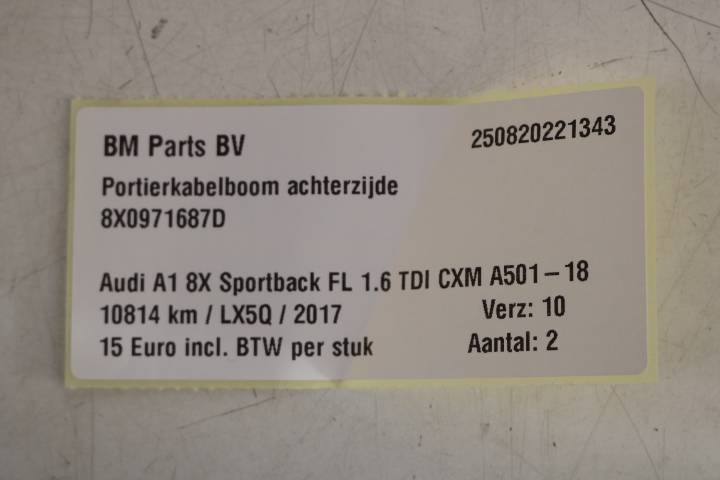 BM Parts BV 250820221343
Portierkabelboom achterzijde
8X0971687D
Audi A1 8X Sportback FL 1.6 TDI CXM A501-18
10814 km / LX5Q / 2017 Verz: 10
15 Euro incl. BTW per stuk Aantal: 2